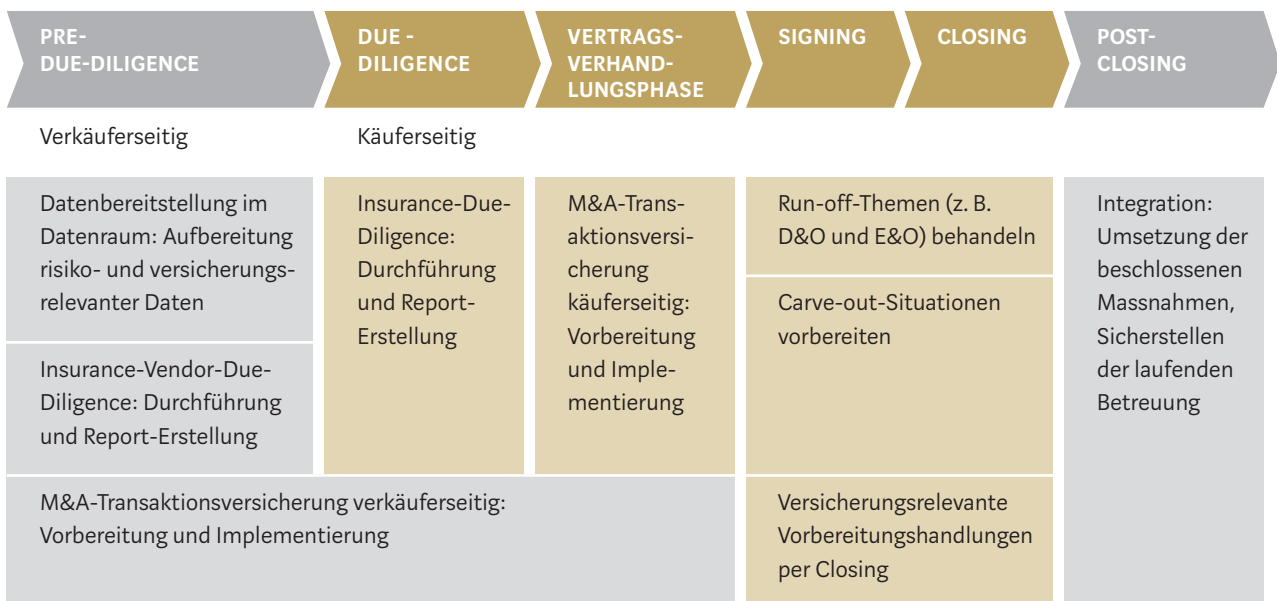 PRE-
DUE-DILIGENCE
DUE -
DILIGENCE
VERTRAGS-
VERHAND-
LUNGSPHASE
SIGNING
CLOSING
POST-
CLOSING
Verkäuferseitig
Käuferseitig
Datenbereitstellung im
Datenraum: Aufbereitung
risiko- und versicherungs-
relevanter Daten
Insurance-Vendor-Due-
Diligence: Durchführung
und Report-Erstellung
Insurance-Due-
Diligence:
Durchführung
und Report-
Erstellung
M&A-Trans-
aktionsversi-
cherung
käuferseitig:
Vorbereitung
und Imple-
mentierung
Run-off-Themen (z. B.
D&O und E&O) behandeln
Carve-out-Situationen
vorbereiten
Integration:
Umsetzung der
beschlossenen
Massnahmen,
Sicherstellen
der laufenden
Betreuung
M&A-Transaktionsversicherung verkäuferseitig:
Vorbereitung und Implementierung
Versicherungsrelevante
Vorbereitungshandlungen
per Closing